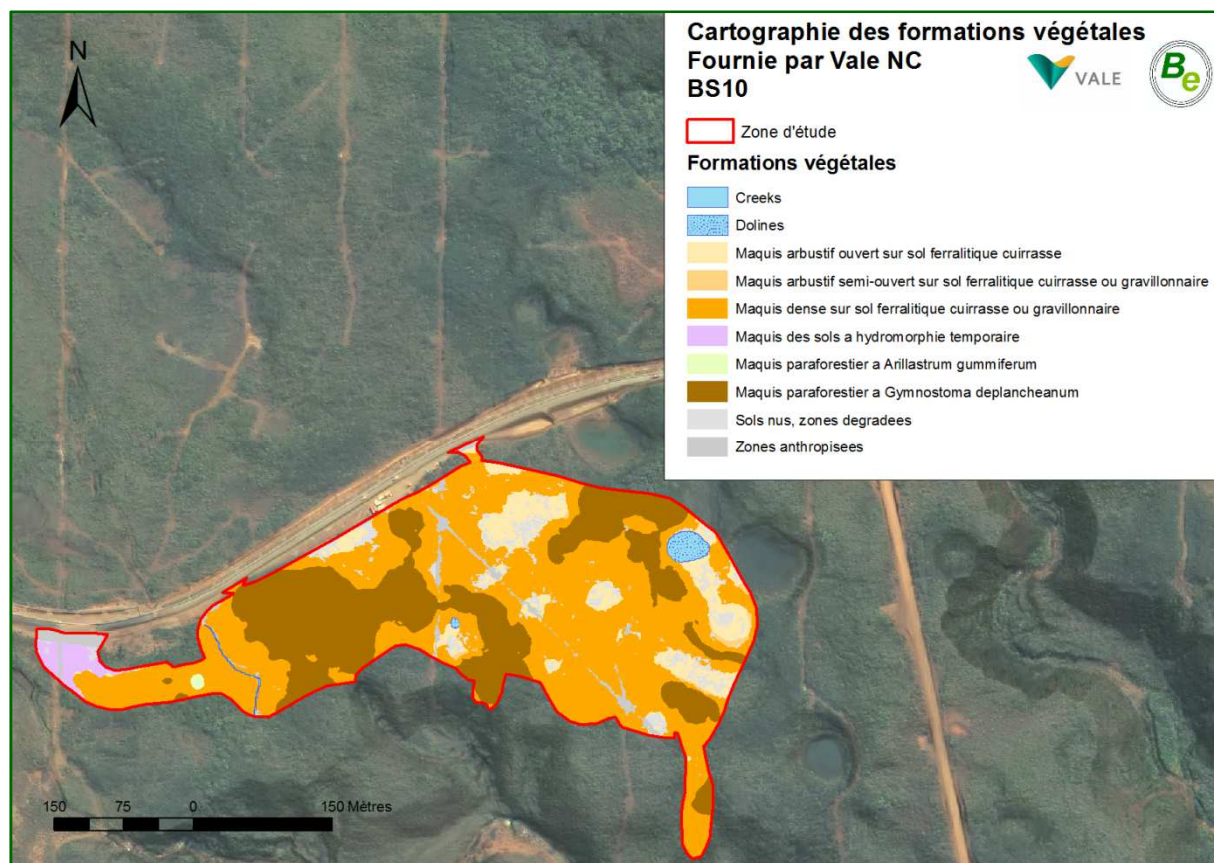 Cartographie des formations végétales
Fournie par Vale NC
BS10
VALE
Be
Zone d'étude
Formations végétales
Creeks
Dolines
Maquis arbustif ouvert sur sol ferralitique cuirrasse
Maquis arbustif semi-ouvert sur sol ferralitique cuirrasse ou gravillonnaire
Maquis dense sur sol ferralitique cuirrasse ou gravillonnaire
Maquis des sols a hydromorphie temporaire
Maquis paraforestier a Arillastrum gummiferum
Maquis paraforestier a Gymnostoma deplancheanum
Sols nus, zones degradees
Zones anthropisees
N
150 75 0 150 Mètres